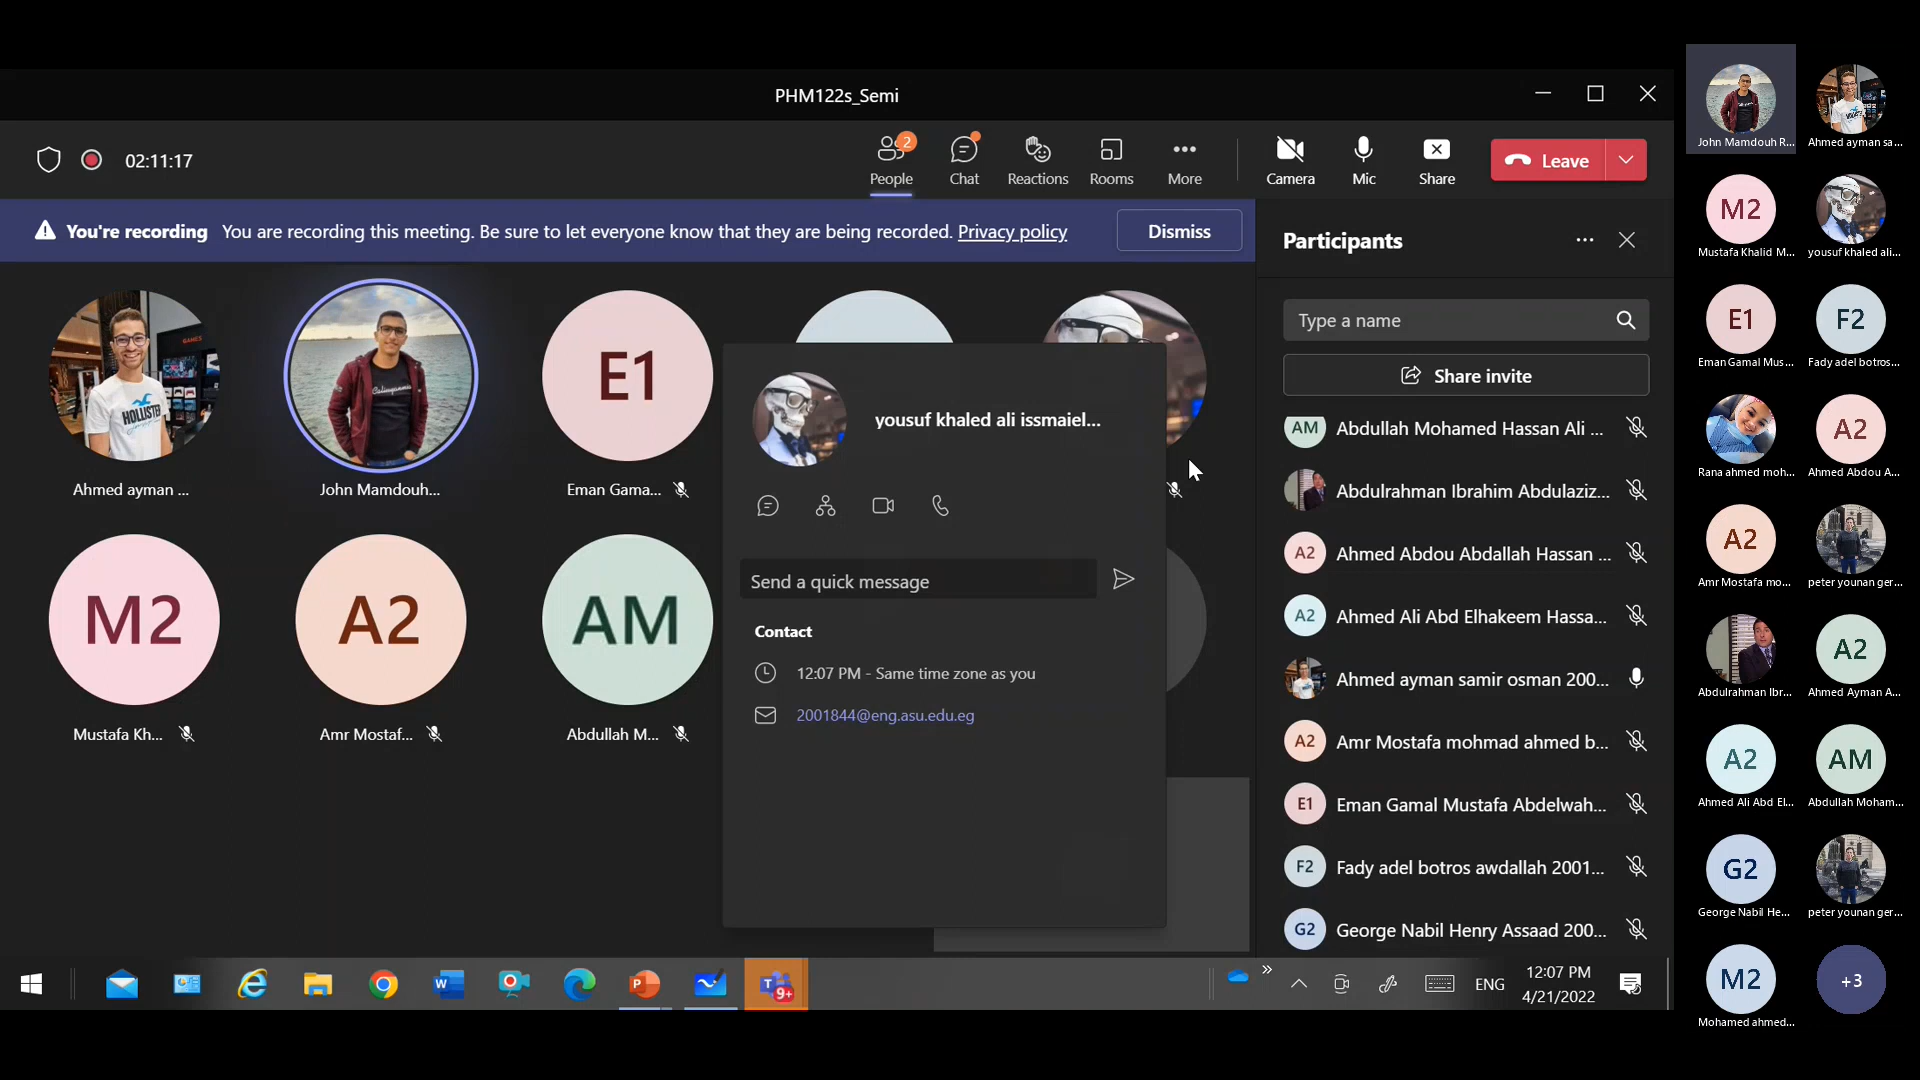 PHM122s_Semi
02:11:17
2
People
Chat
Reactions
Rooms
More
Camera
Mic
Share
Leave
You're recording You are recording this meeting. Be sure to let everyone know that they are being recorded. Privacy policy
Dismiss
Ahmed ayman ...
John Mamdouh...
E1
Eman Gama...
M2
Mustafa Kh...
A2
Amr Mostaf...
AM
Abdullah M...
yousuf khaled ali issmaiel...
Send a quick message
Contact
12:07 PM - Same time zone as you
2001844@eng.asu.edu.eg
Participants
Type a name
Share invite
AM Abdullah Mohamed Hassan Ali ...
Abdulrahman Ibrahim Abdulaziz...
A2 Ahmed Abdou Abdallah Hassan ...
A2 Ahmed Ali Abd Elhakeem Hassa...
Ahmed ayman samir osman 200...
A2 Amr Mostafa mohmad ahmed b...
E1 Eman Gamal Mustafa Abdelwah...
F2 Fady adel botros awdallah 2001...
G2 George Nabil Henry Assaad 200...
9+
ENG
12:07 PM
4/21/2022
John Mamdouh R...
Ahmed ayman sa...
M2
Mustafa Khalid M...
yousuf khaled ali...
E1
Eman Gamal Mus...
F2
Fady adel botros...
Rana ahmed moh...
A2
Ahmed Abdou A...
A2
Amr Mostafa mo...
peter younan ger...
Abdulrahman Ibr...
A2
Ahmed Ayman A...
A2
Ahmed Ali Abd El...
AM
Abdullah Moham...
G2
George Nabil He...
peter younan ger...
M2
Mohamed ahmed...
+3